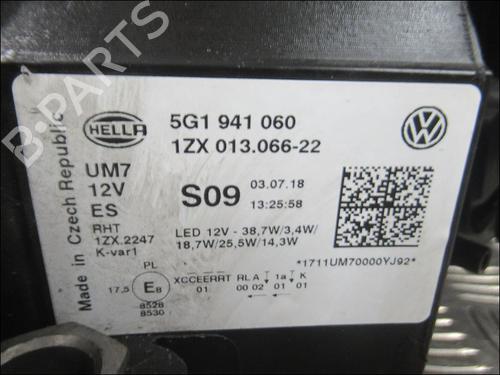 B-PARTS
HELLA
5G1 941 060
1ZX 013.066-22
Made in Czech Republic
UM7
12V
ES
RHT
1ZX.2247
K-var1
S09
03.07.18
13:25:58
LED 12V - 38,7W/3,4W/
18,7W/25,5W/14,3W
*1711UM70000YJ92*
PL
17,5 E8
8528
8530
XCCEERRT RLA 1a K
01 00 02 01 01